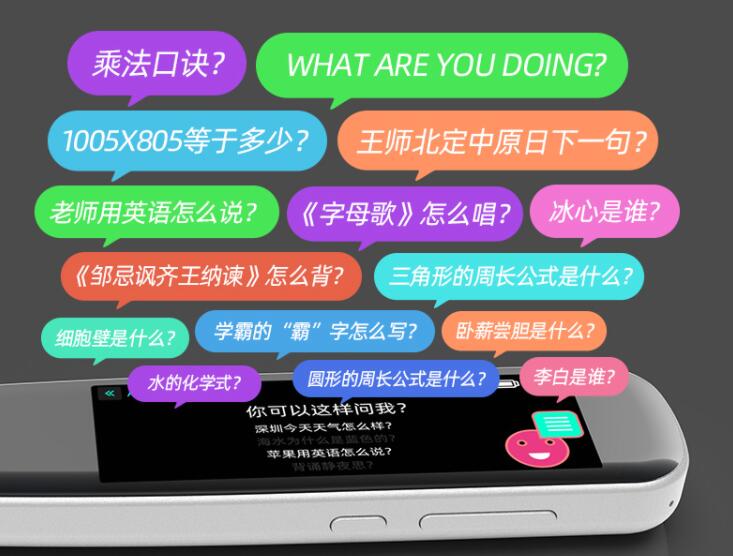 乘法口诀?
WHAT ARE YOU DOING?
1005X805等于多少?
王师北定中原日下一句?
老师用英语怎么说?
《字母歌》怎么唱?
冰心是谁?
《邹忌讽齐王纳谏》怎么背?
三角形的周长公式是什么?
细胞壁是什么?
学霸的“霸”字怎么写?
卧薪尝胆是什么?
水的化学式?
圆形的周长公式是什么?
李白是谁?
你可以这样问我?
深圳今天天气怎么样?
海水为什么是蓝色的?
苹果用英语怎么说?
背诵静夜思?